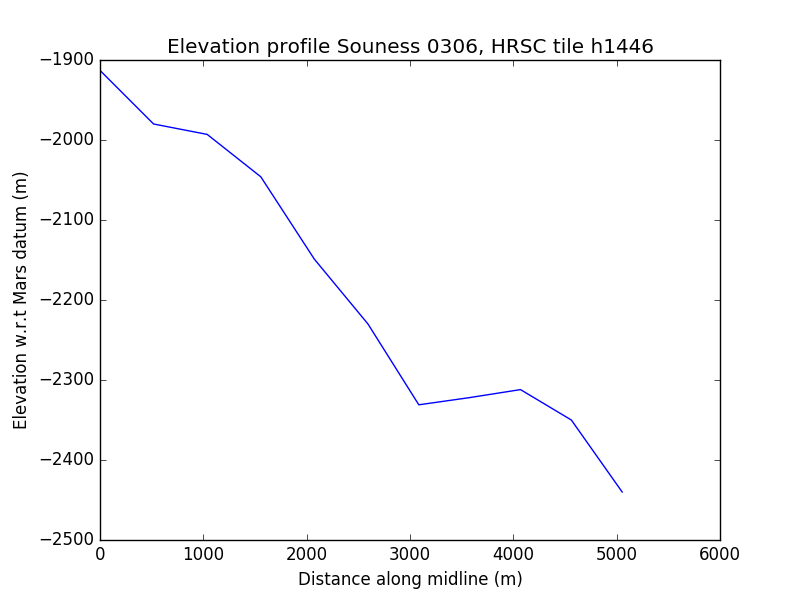 Elevation profile Souness 0306, HRSC tile h1446
−1900
−2000
−2100
−2200
−2300
−2400
−2500
Elevation w.r.t Mars datum (m)
0 1000 2000 3000 4000 5000 6000
Distance along midline (m)